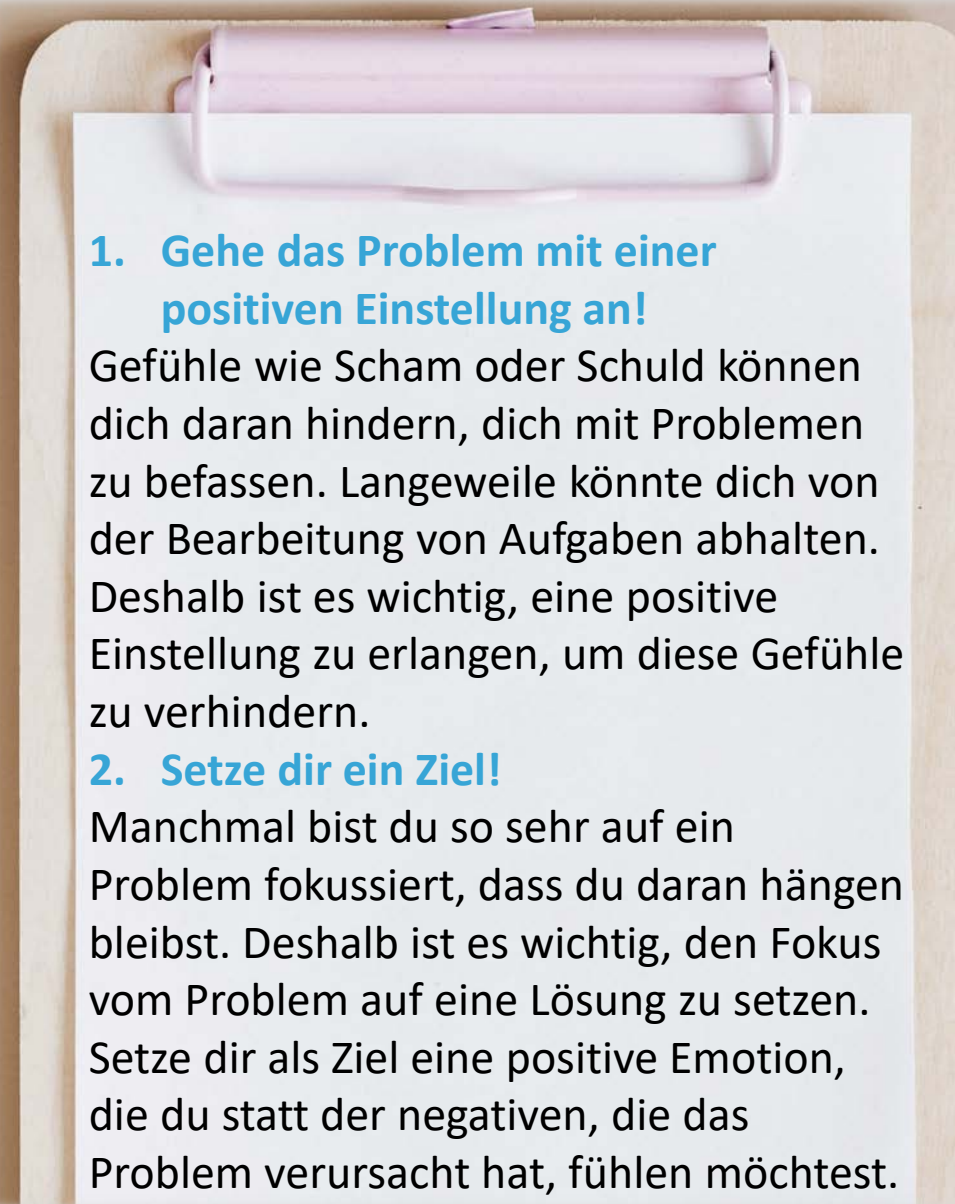 1. Gehe das Problem mit einer
positiven Einstellung an!
Gefühle wie Scham oder Schuld können
dich daran hindern, dich mit Problemen
zu befassen. Langeweile könnte dich von
der Bearbeitung von Aufgaben abhalten.
Deshalb ist es wichtig, eine positive
Einstellung zu erlangen, um diese Gefühle
zu verhindern.
2. Setze dir ein Ziel!
Manchmal bist du so sehr auf ein
Problem fokussiert, dass du daran hängen
bleibst. Deshalb ist es wichtig, den Fokus
vom Problem auf eine Lösung zu setzen.
Setze dir als Ziel eine positive Emotion,
die du statt der negativen, die das
Problem verursacht hat, fühlen möchtest.